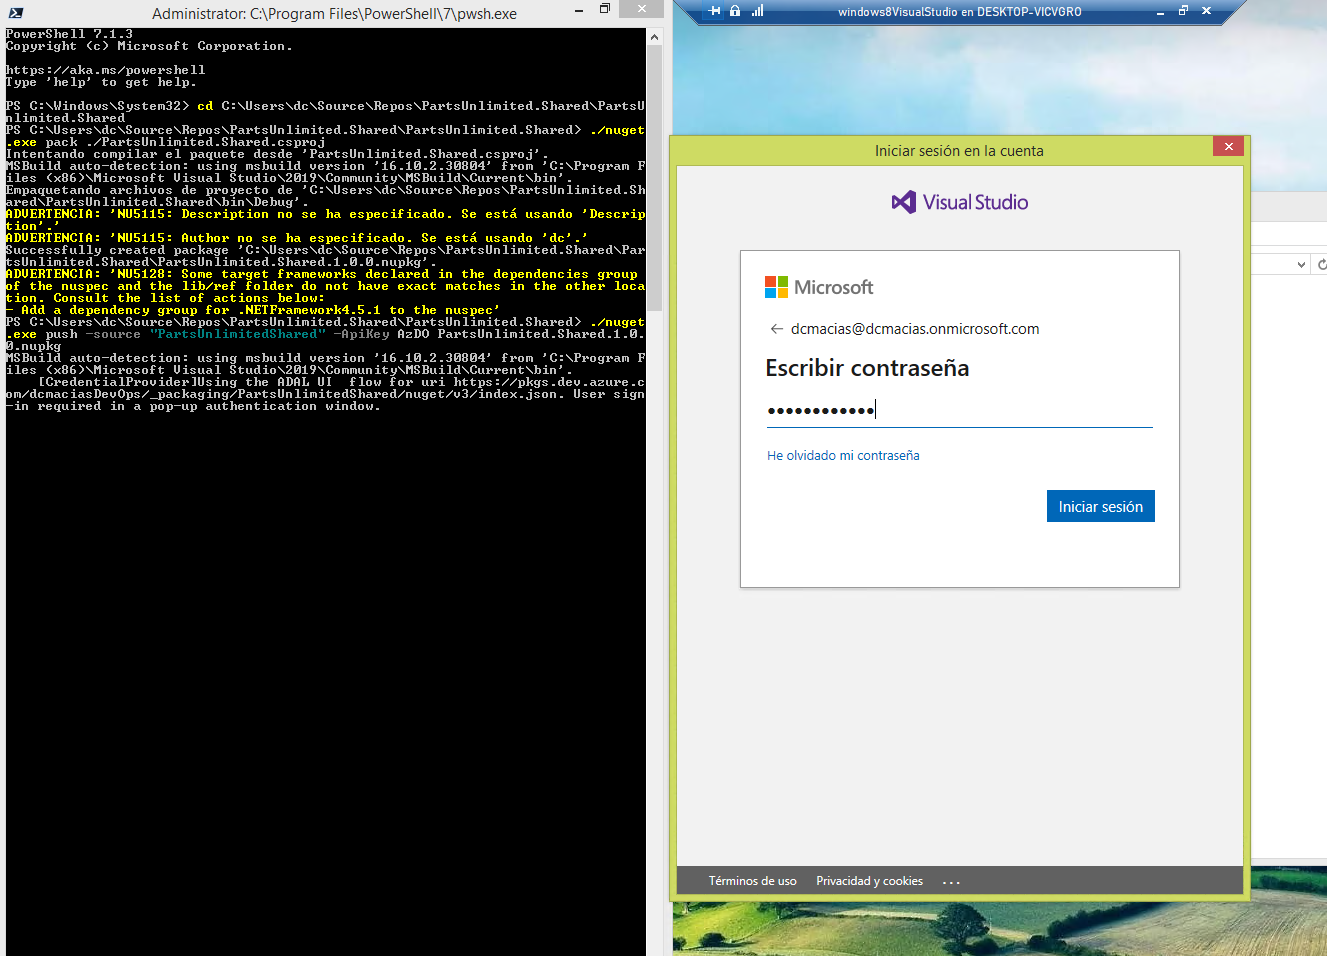 Administrator: C:\Program Files\PowerShell\7\pwsh.exe
PowerShell 7.1.3
Copyright (c) Microsoft Corporation.
https://aka.ms/powershell
Type 'help' to get help.
PS C:\Windows\System32> cd C:\Users\dc\Source\Repos\PartsUnlimited.Shared\PartsU
nlimited.Shared
PS C:\Users\dc\Source\Repos\PartsUnlimited.Shared\PartsUnlimited.Shared> ./nuget
.exe pack ./PartsUnlimited.Shared.csproj
Intentando compilar el paquete desde 'PartsUnlimited.Shared.csproj'.
MSBuild auto-detection: using msbuild version '16.10.2.30804' from 'C:\Program F
iles (x86)\Microsoft Visual Studio\2019\Community\MSBuild\Current\bin'.
Empaquetando archivos de proyecto de 'C:\Users\dc\Source\Repos\PartsUnlimited.Sh
ared\PartsUnlimited.Shared\bin\Debug'.
ADVERTENCIA: 'NU5115: Description no se ha especificado. Se está usando 'Descrip
tion'.'
ADVERTENCIA: 'NU5115: Author no se ha especificado. Se está usando 'dc'.'
Successfully created package 'C:\Users\dc\Source\Repos\PartsUnlimited.Shared\Par
tsUnlimited.Shared\PartsUnlimited.Shared.1.0.0.nupkg'.
ADVERTENCIA: 'NU5128: Some target frameworks declared in the dependencies group
of the nuspec and the lib/ref folder do not have exact matches in the other loca
tion. Consult the list of actions below:
- Add a dependency group for .NETFramework4.5.1 to the nuspec'
PS C:\Users\dc\Source\Repos\PartsUnlimited.Shared\PartsUnlimited.Shared> ./nuget
.exe push -source "PartsUnlimitedShared" -ApiKey AzDO PartsUnlimited.Shared.1.0.
0.nupkg
MSBuild auto-detection: using msbuild version '16.10.2.30804' from 'C:\Program F
iles (x86)\Microsoft Visual Studio\2019\Community\MSBuild\Current\bin'.
[CredentialProvider]Using the ADAL UI  flow for uri https://pkgs.dev.azure.c
om/dcmaciasDevOps/_packaging/PartsUnlimitedShared/nuget/v3/index.json. User sign
-in required in a pop-up authentication window.
windows8VisualStudio en DESKTOP-VICVGRO
Iniciar sesión en la cuenta
Visual Studio
Microsoft
dcmacias@dcmacias.onmicrosoft.com
Escribir contraseña
He olvidado mi contraseña
Iniciar sesión
Términos de uso
Privacidad y cookies
...